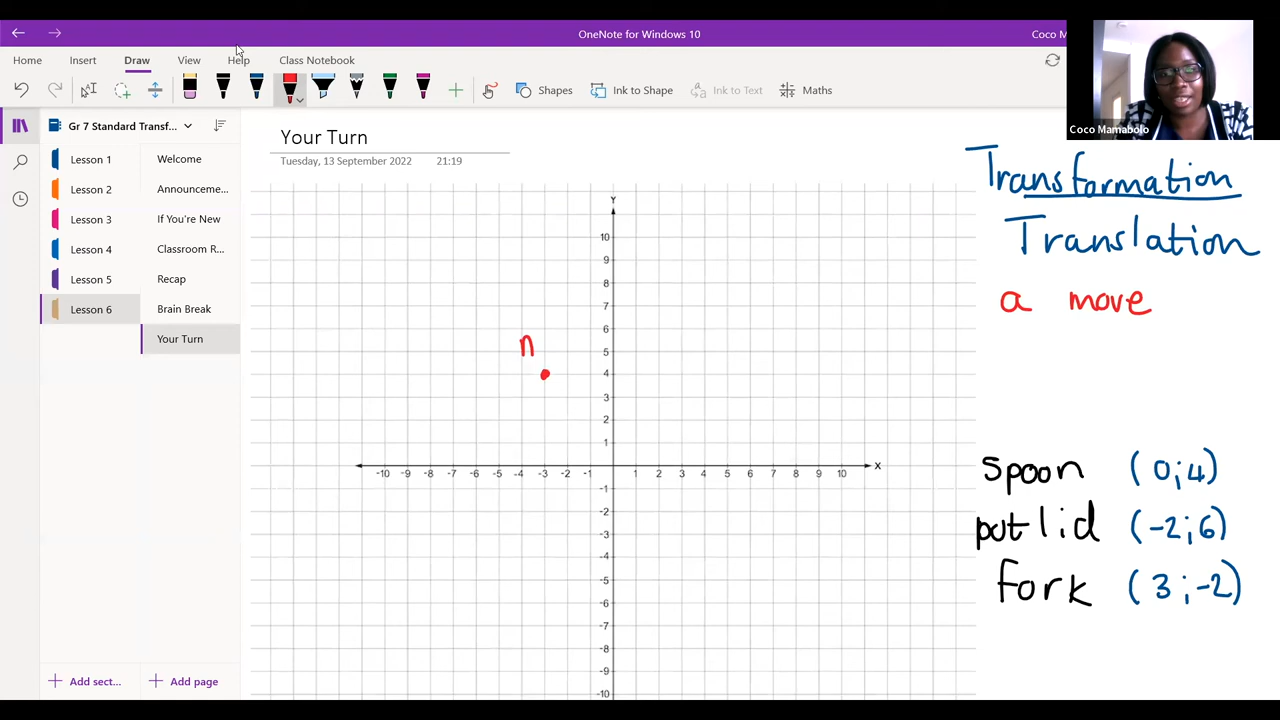 OneNote for Windows 10
Coco M
Home Insert Draw View Help Class Notebook
Shapes Ink to Shape Ink to Text Maths
Coco Mamabolo
Gr 7 Standard Transf...
Lesson 1
Lesson 2
Lesson 3
Lesson 4
Lesson 5
Lesson 6
Welcome
Announceme...
If You're New
Classroom R...
Recap
Brain Break
Your Turn
Add sect...
Add page
Your Turn
Tuesday, 13 September 2022 21:19
Y
10
9
8
7
6
5
4
3
2
1
-10 -9 -8 -7 -6 -5 -4 -3 -2 -1 1 2 3 4 5 6 7 8 9 10 X
-1
-2
-3
-4
-5
-6
-7
-8
-9
-10
n
Transformation
Translation
a move
spoon (0;4)
pot lid (-2;6)
fork (3;-2)